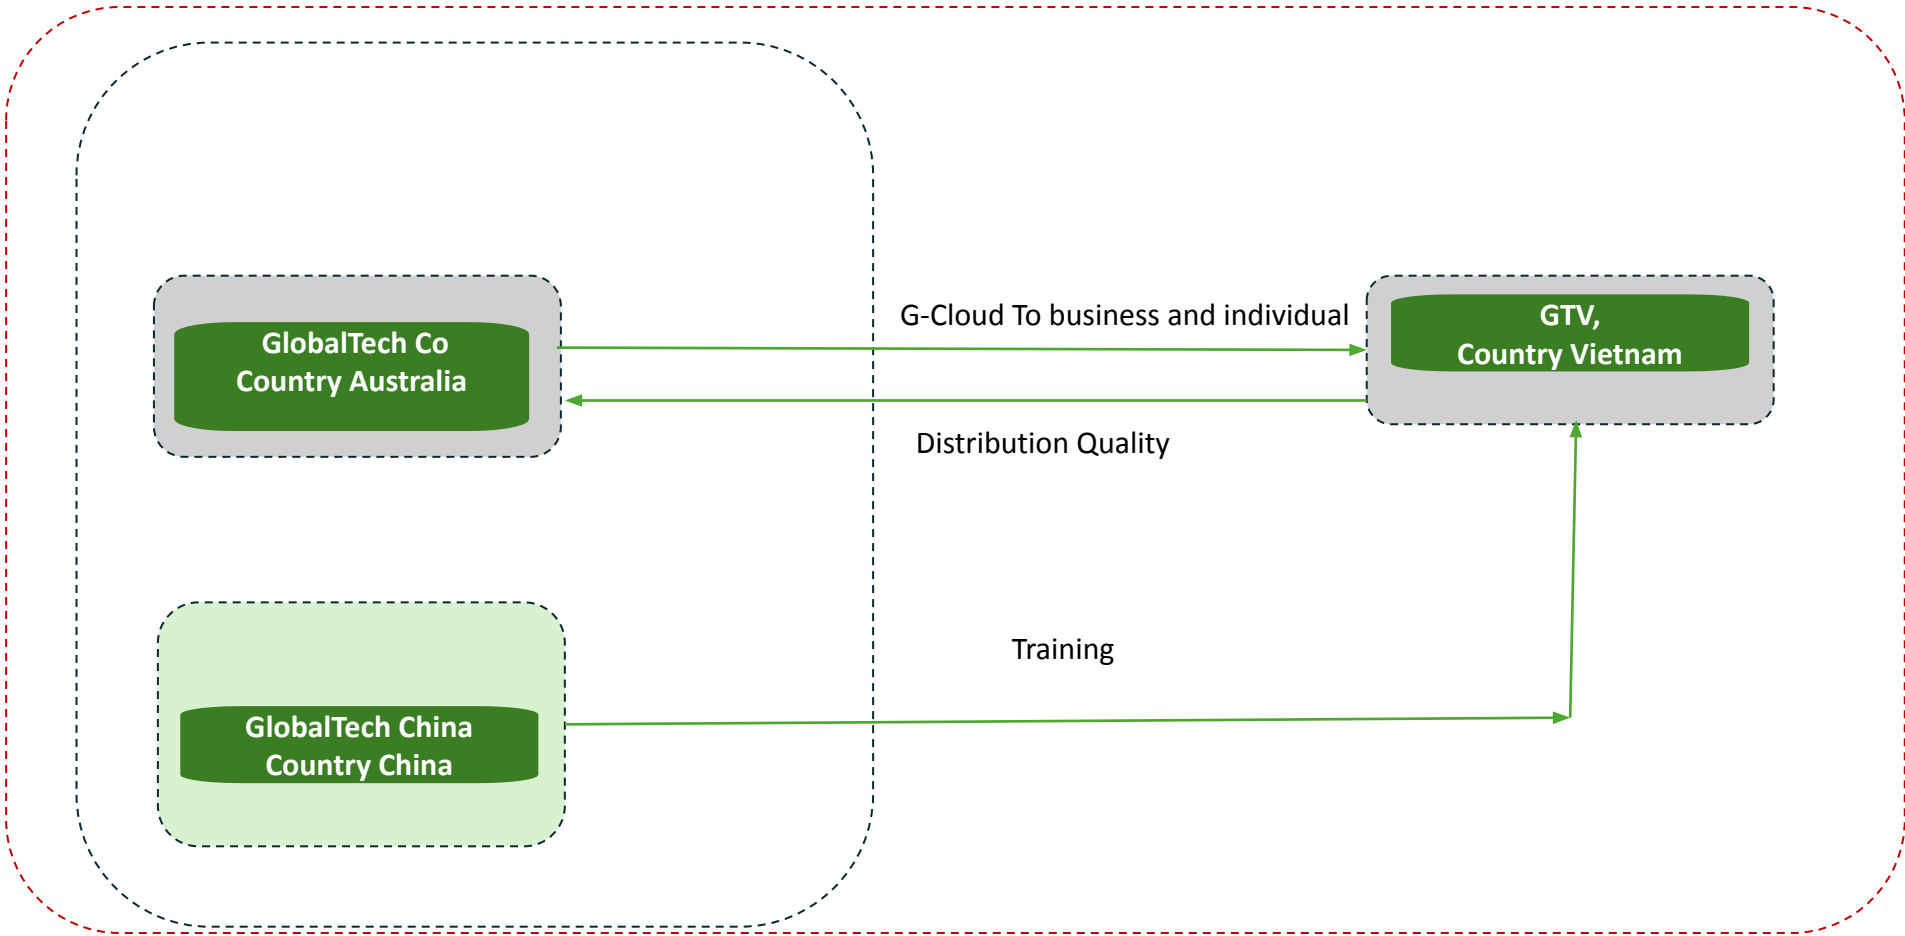 G-Cloud To business and individual
GlobalTech Co
Country Australia
GTV,
Country Vietnam
Distribution Quality
Training
GlobalTech China
Country China